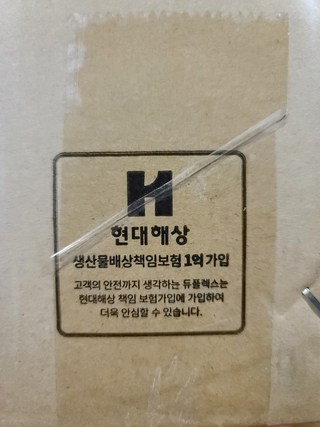 현대해상
생산물배상책임보험 1억 가입
고객의 안전까지 생각하는 듀플렉스는
현대해상 책임 보험가입에 가입하여
더욱 안심할 수 있습니다.